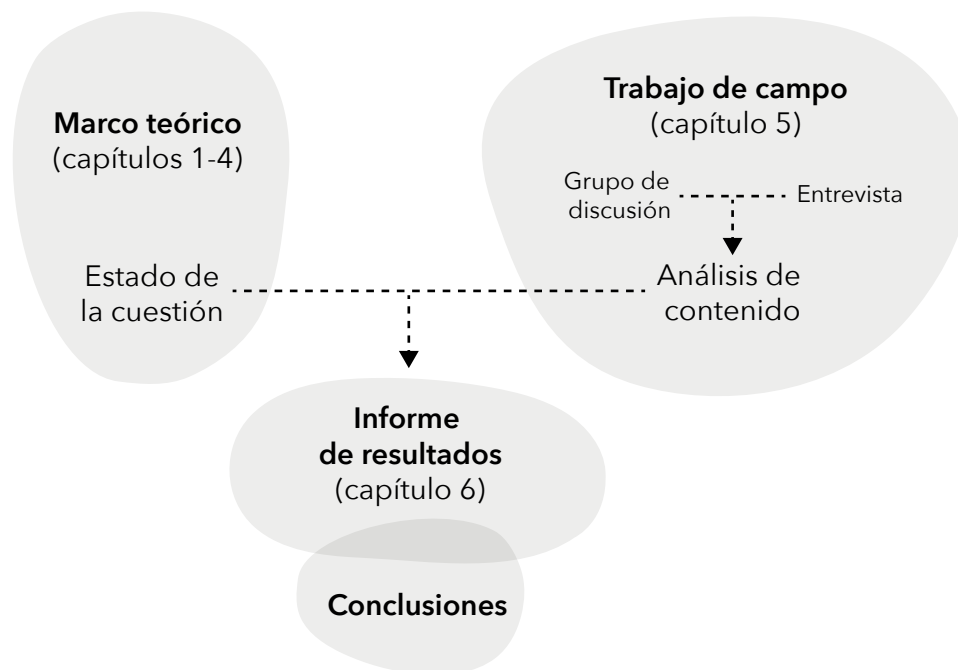 Marco teórico
(capítulos 1-4)
Estado de
la cuestión
Trabajo de campo
(capítulo 5)
Grupo de
discusión
Entrevista
Análisis de
contenido
Informe
de resultados
(capítulo 6)
Conclusiones